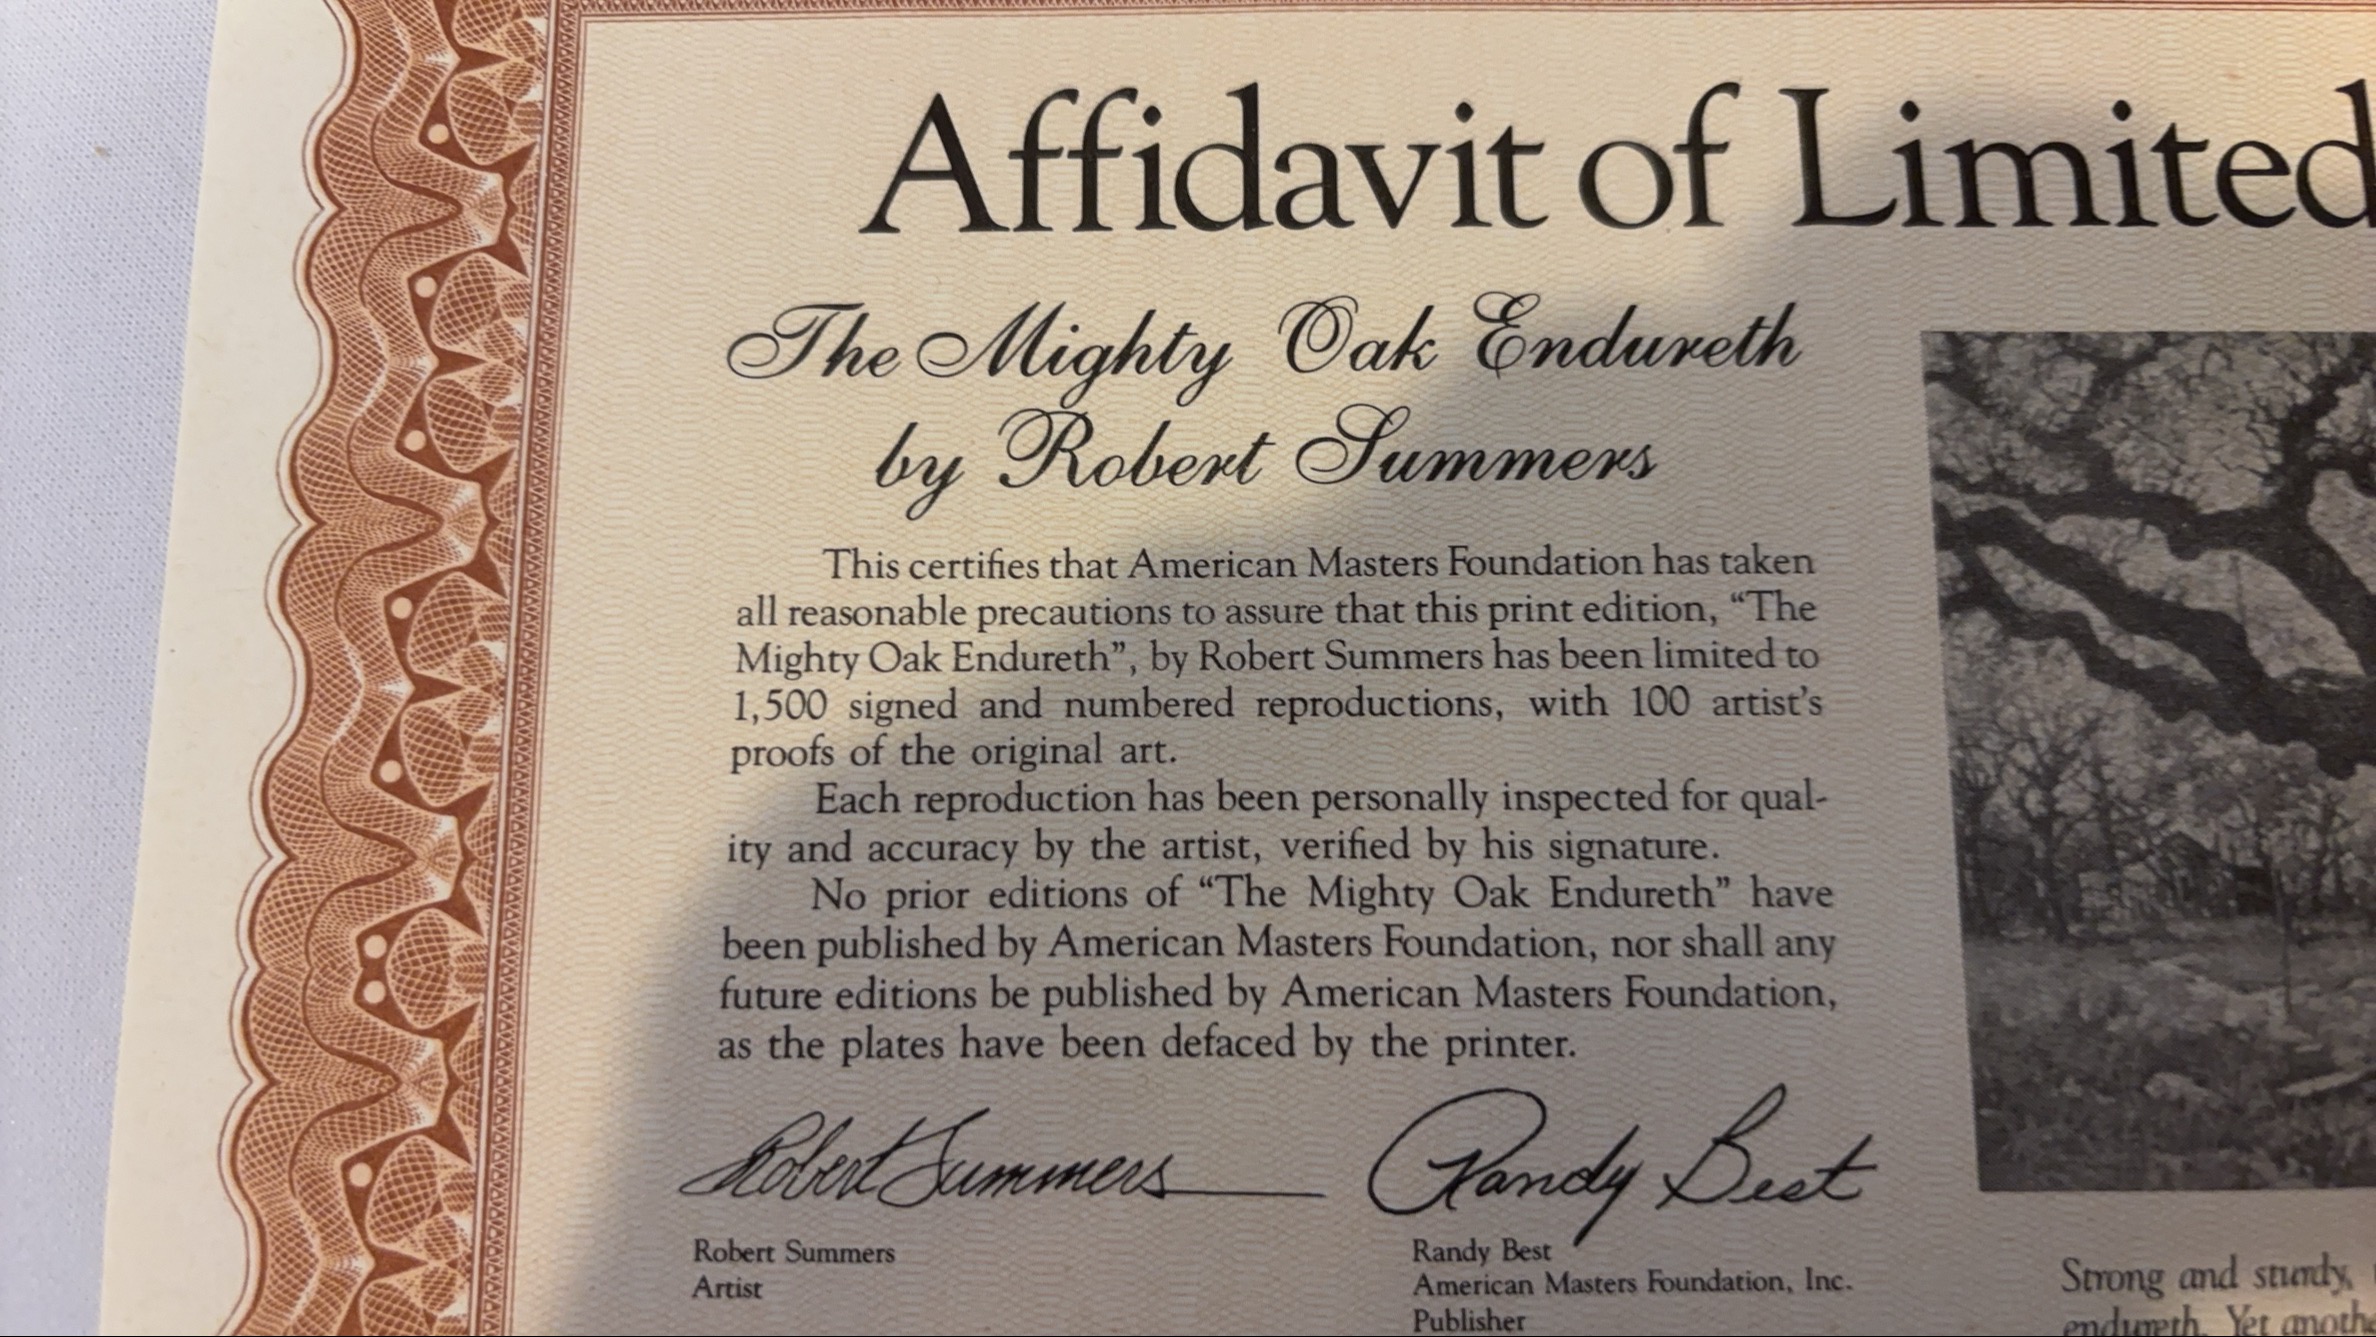 Affidavit of Limited
The Mighty Oak Endureth
by Robert Summers
This certifies that American Masters Foundation has taken
all reasonable precautions to assure that this print edition, “The
Mighty Oak Endureth”, by Robert Summers has been limited to
1,500 signed and numbered reproductions, with 100 artist’s
proofs of the original art.
Each reproduction has been personally inspected for qual-
ity and accuracy by the artist, verified by his signature.
No prior editions of “The Mighty Oak Endureth” have
been published by American Masters Foundation, nor shall any
future editions be published by American Masters Foundation,
as the plates have been defaced by the printer.
Robert Summers
Randy Best
Robert Summers
Artist
Randy Best
American Masters Foundation, Inc.
Publisher
Strong and sturdy,
endureth. Yet